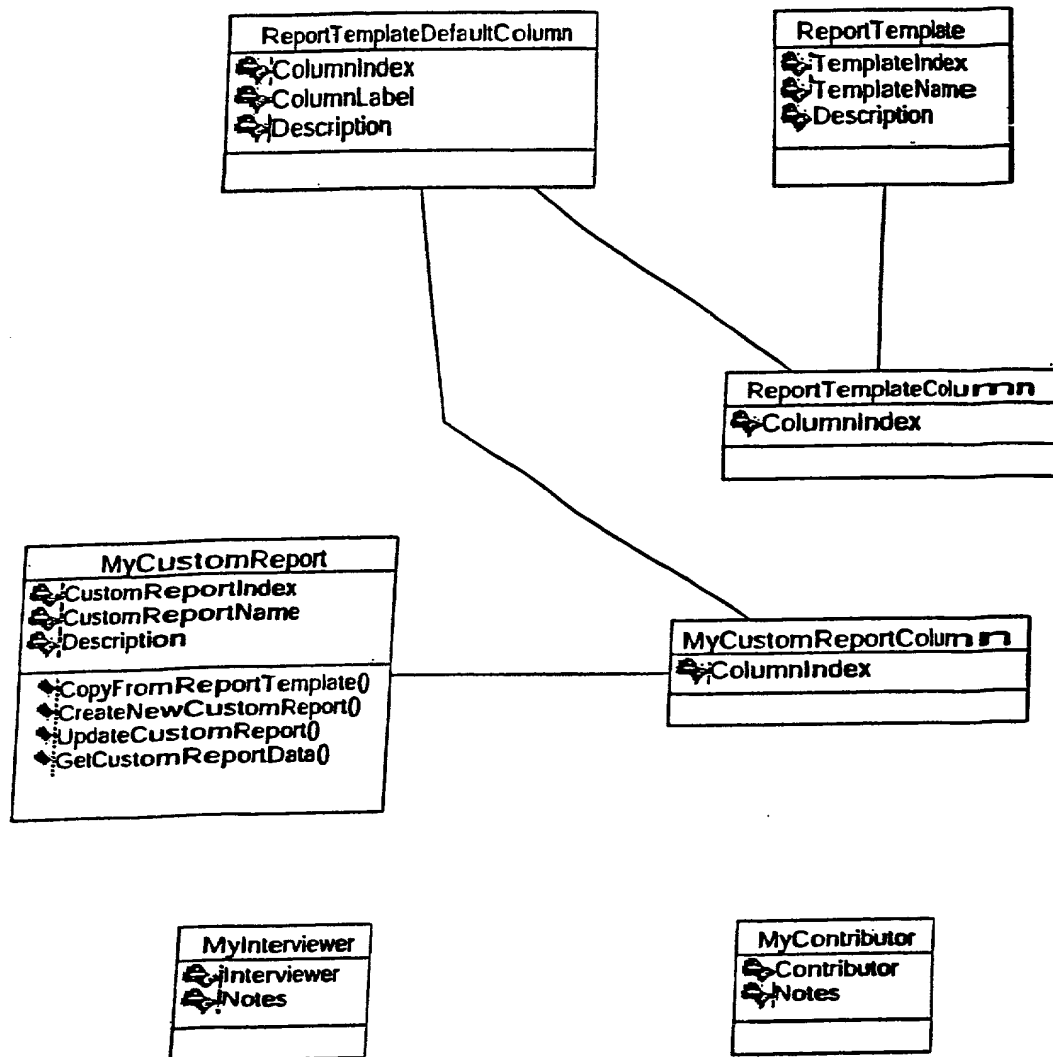 ReportTemplateDefaultColumn
ColumnIndex
ColumnLabel
Description
ReportTemplate
TemplateIndex
TemplateName
Description
ReportTemplateColumn
ColumnIndex
MyCustomReport
CustomReportIndex
CustomReportName
Description
CopyFromReportTemplate()
CreateNewCustomReport()
UpdateCustomReport()
GetCustomReportData()
MyCustomReportColumn
ColumnIndex
MyInterviewer
Interviewer
Notes
MyContributor
Contributor
Notes